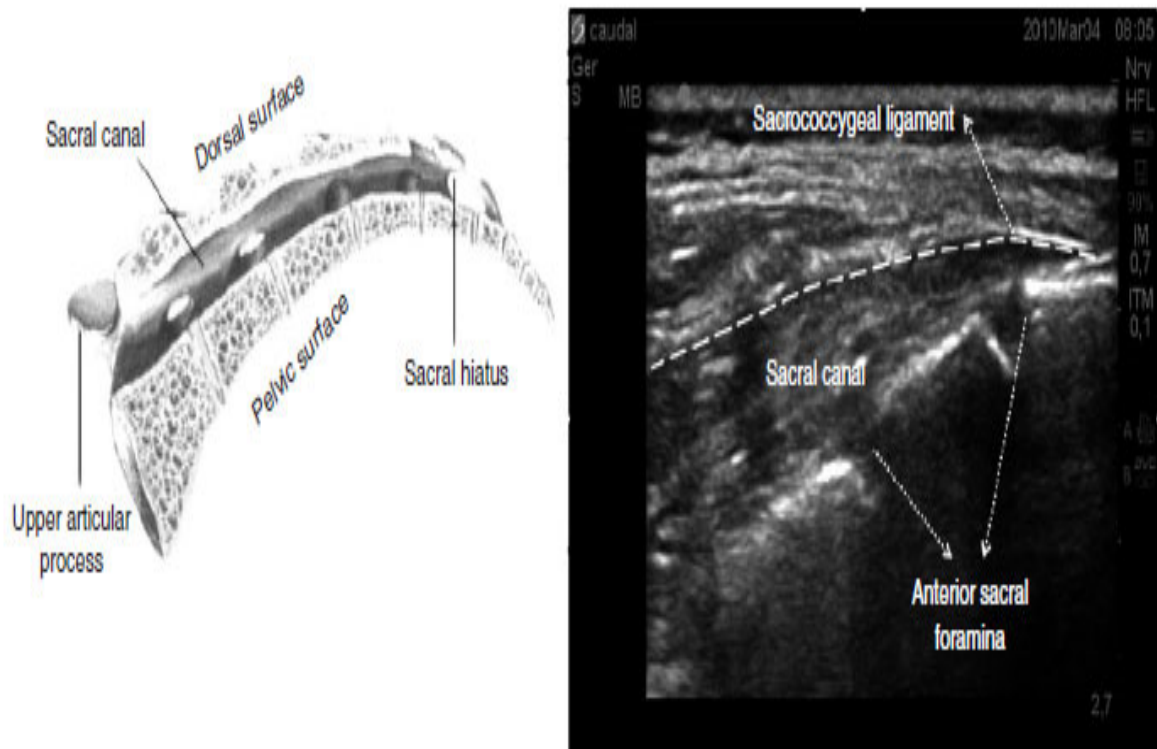 Sacral canal
Dorsal surface
Pelvic surface
Sacral hiatus
Upper articular
process
caudal
2010Mar04 08:05
Ger
Nrv
S MB
HFL
99%
IM
0,7
ITM
0,1
Sacrococcygeal ligament
Sacral canal
A
B
Anterior sacral
foramina
2,7